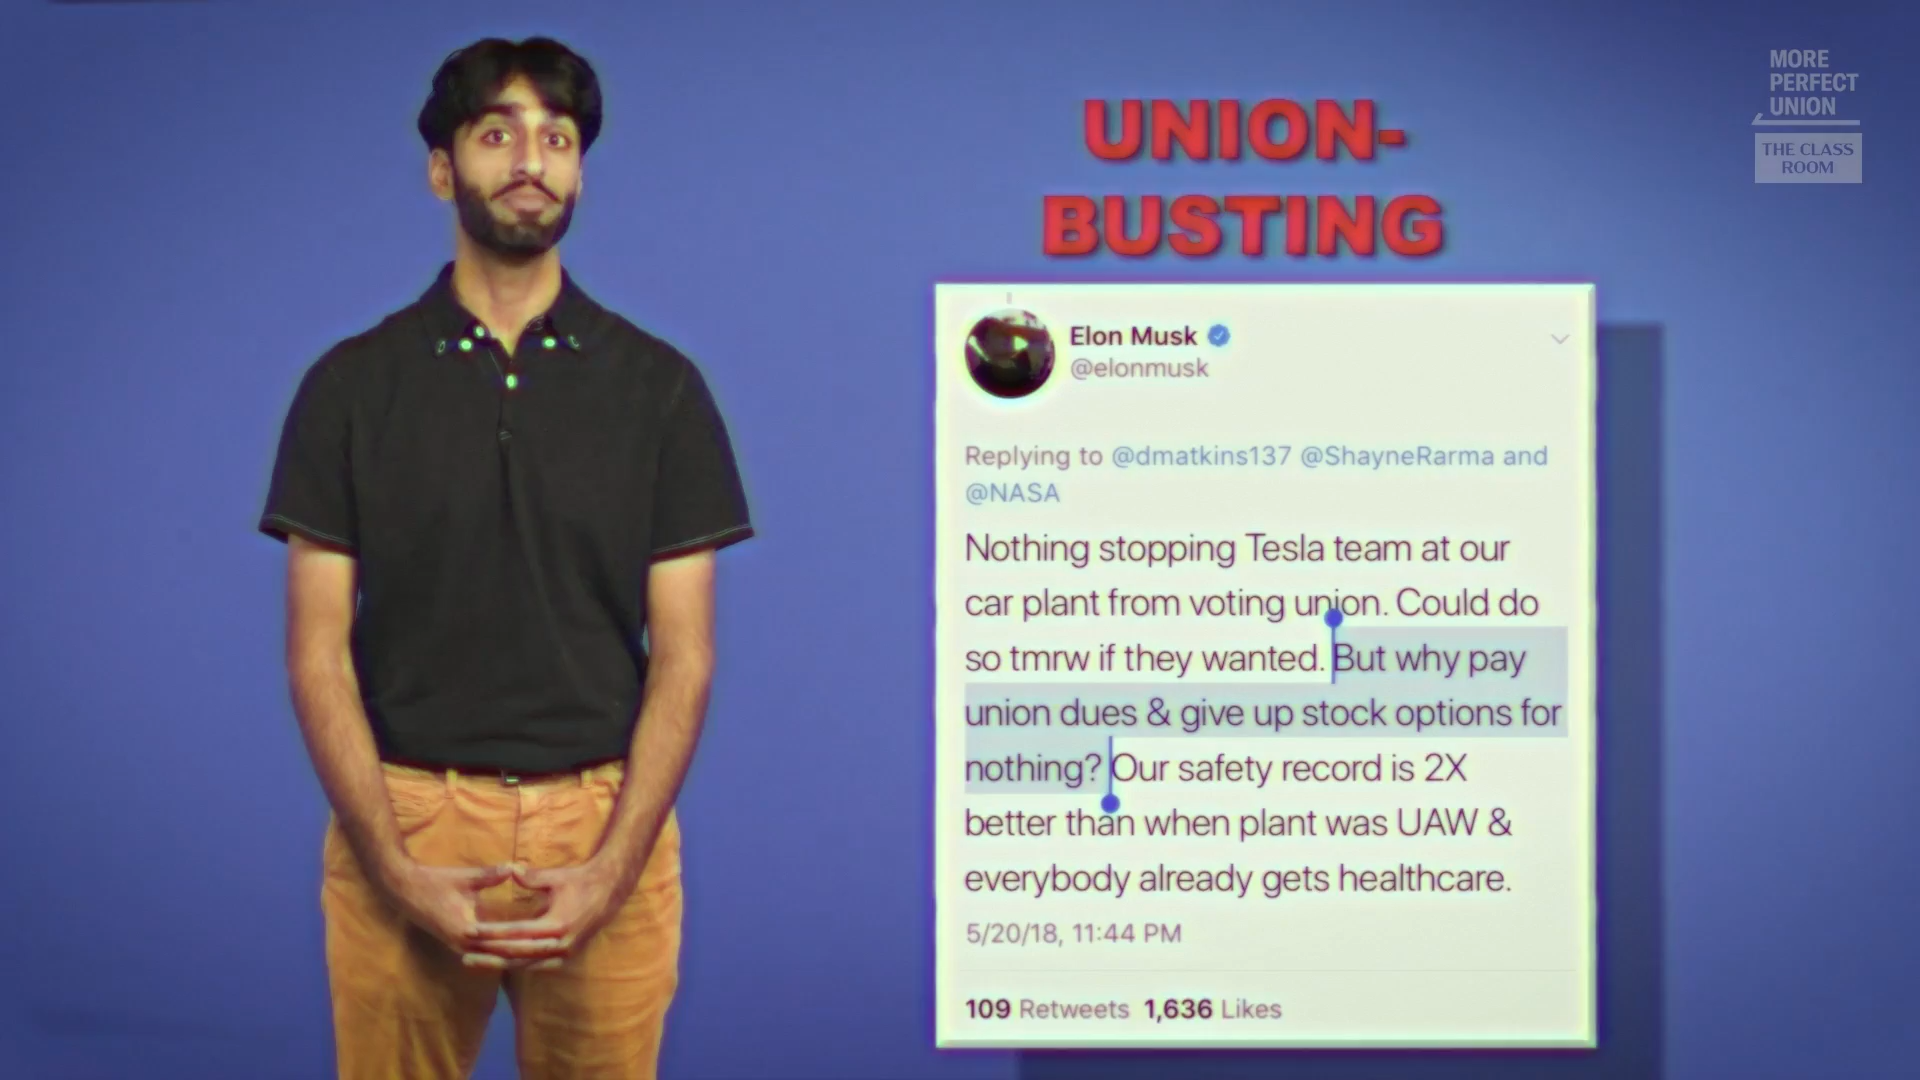 MORE
PERFECT
UNION
THE CLASS
ROOM
UNION-
BUSTING
Elon Musk
@elonmusk
Replying to @dmatkins137 @ShayneRarma and
@NASA
Nothing stopping Tesla team at our
car plant from voting union. Could do
so tmrw if they wanted. But why pay
union dues & give up stock options for
nothing? Our safety record is 2X
better than when plant was UAW &
everybody already gets healthcare.
5/20/18, 11:44 PM
109 Retweets 1,636 Likes